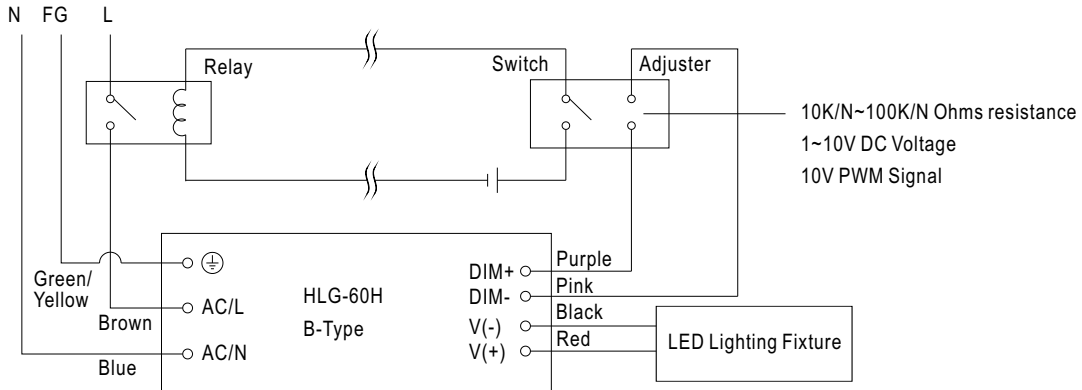 N FG L
Relay
Switch
Adjuster
10K/N~100K/N Ohms resistance
1~10V DC Voltage
10V PWM Signal
Green/
Yellow
Brown
Blue
AC/L
AC/N
HLG-60H
B-Type
DIM+
DIM-
V(-)
V(+)
Purple
Pink
Black
Red
LED Lighting Fixture